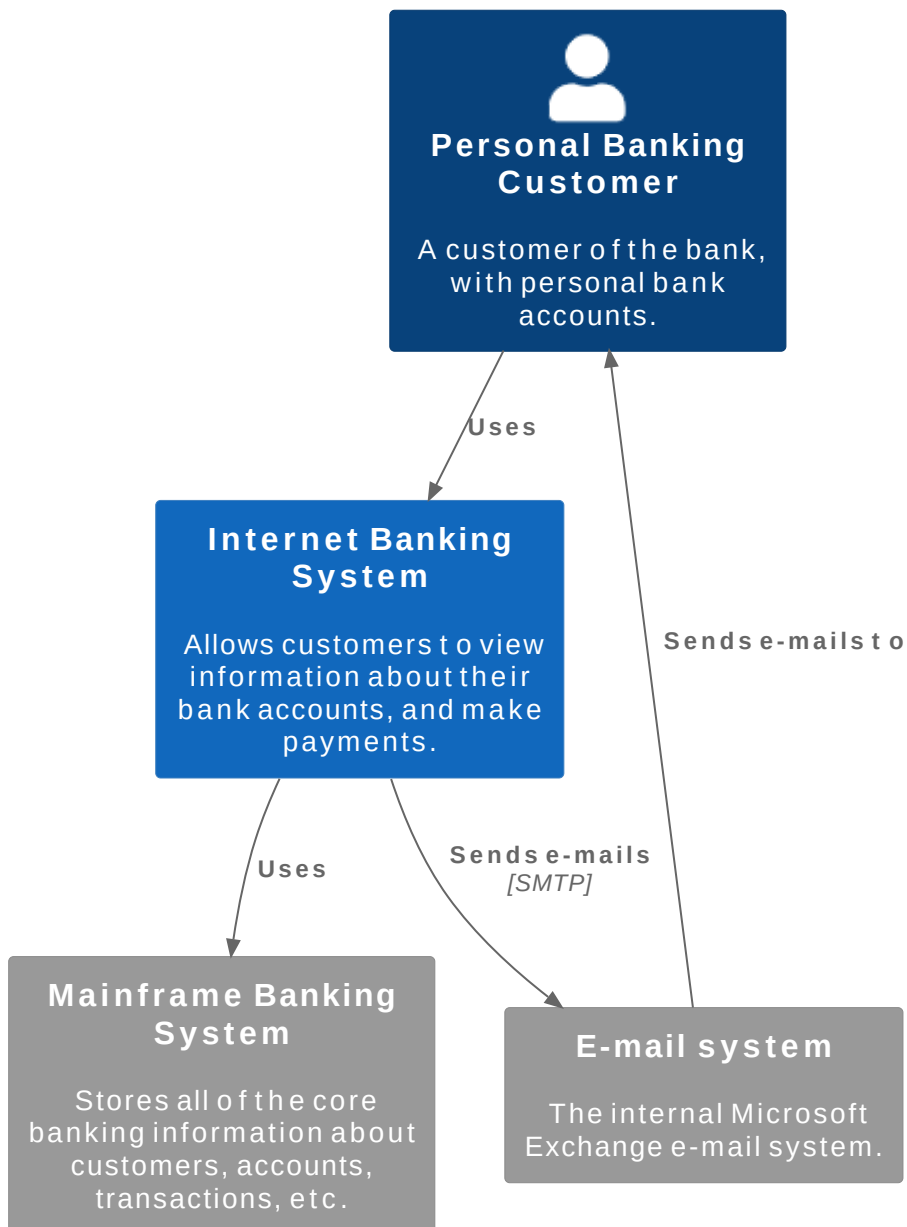 Personal Banking
Customer
A customer of the bank,
with personal bank
accounts.
Uses
Internet Banking
System
Allows customers to view
information about their
bank accounts, and make
payments.
Sends e-mails to
Uses
Sends e-mails
[SMTP]
Mainframe Banking
System
Stores all of the core
banking information about
customers, accounts,
transactions, etc.
E-mail system
The internal Microsoft
Exchange e-mail system.